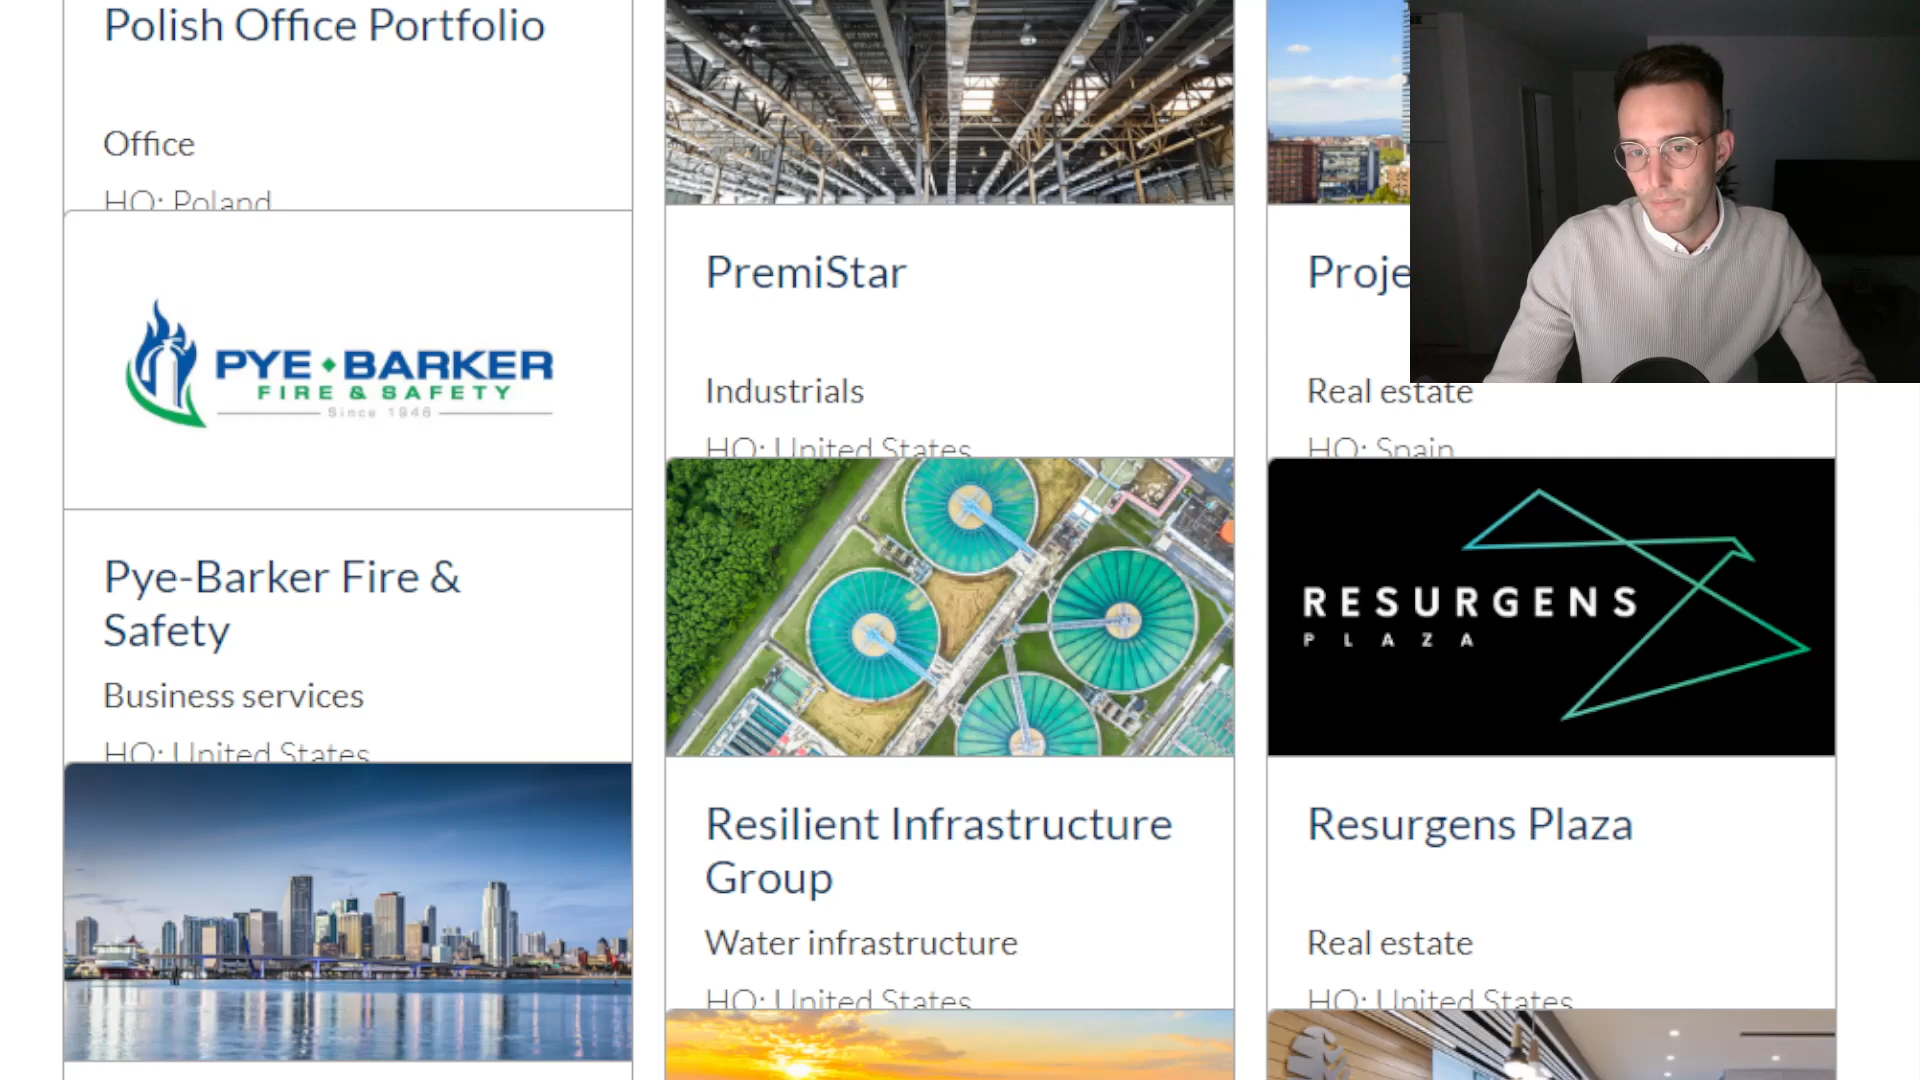 Polish Office Portfolio
Office
HQ: Poland
PYE BARKER
FIRE & SAFETY
Since 1946
Pye-Barker Fire &
Safety
Business services
HQ: United States
PremiStar
Industrials
HQ: United States
Resilient Infrastructure
Group
Water infrastructure
HQ: United States
Real estate
HQ: Spain
RESURGENS
PLAZA
Resurgens Plaza
Real estate
HQ: United States